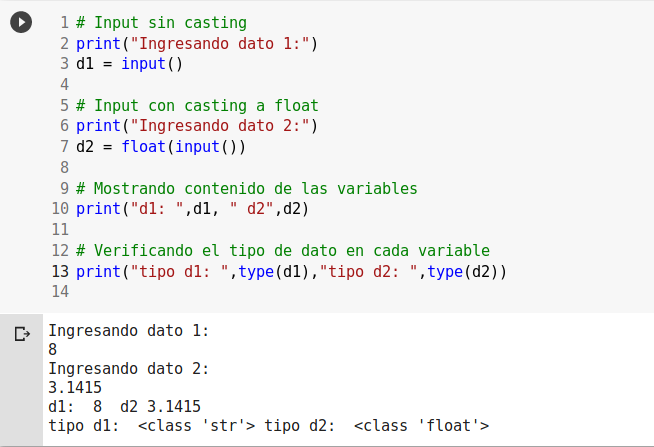 1 # Input sin casting
2 print("Ingresando dato 1:")
3 d1 = input()
4
5 # Input con casting a float
6 print("Ingresando dato 2:")
7 d2 = float(input())
8
9 # Mostrando contenido de las variables
10 print("d1: ",d1, " d2",d2)
11
12 # Verificando el tipo de dato en cada variable
13 print("tipo d1: ",type(d1),"tipo d2: ",type(d2))
14
Ingresando dato 1:
8
Ingresando dato 2:
3.1415
d1:  8  d2 3.1415
tipo d1:  <class 'str'> tipo d2:  <class 'float'>